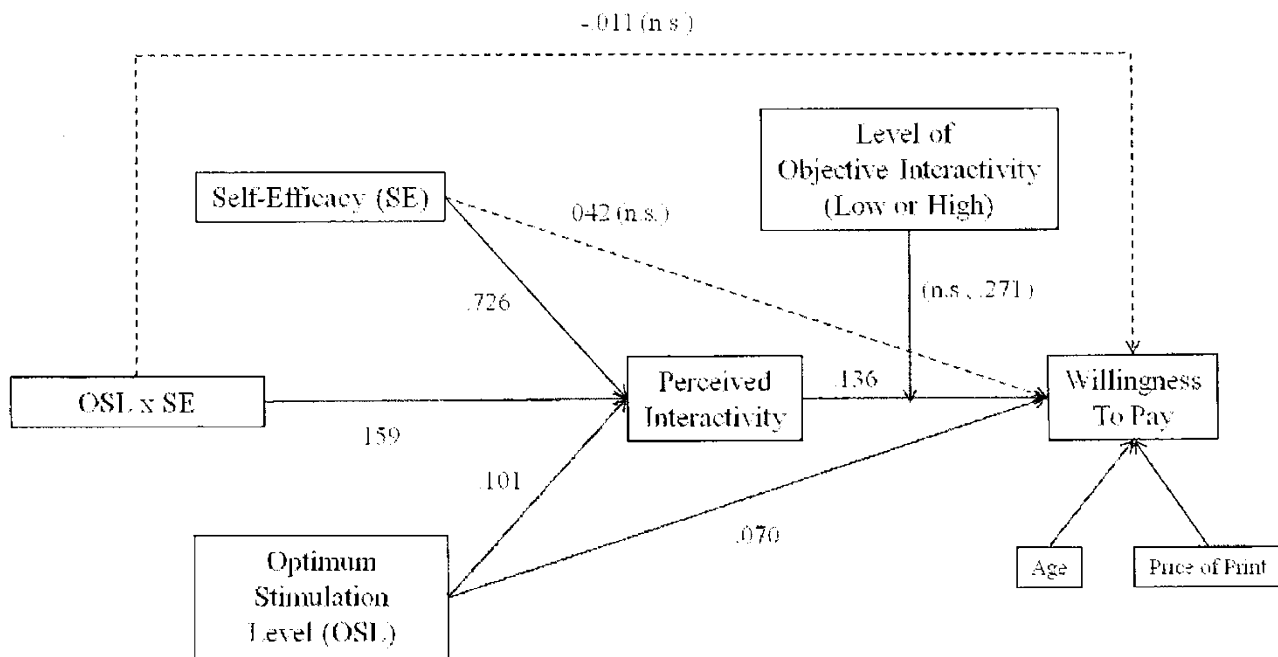 -.011 (n.s.)
Level of
Objective Interactivity
(Low or High)
Self-Efficacy (SE)
.042 (n.s.)
.726
(n.s., .271)
OSL x SE
Perceived
Interactivity
.136
Willingness
To Pay
.159
.101
.070
Optimum
Stimulation
Level (OSL)
Age
Price of Print